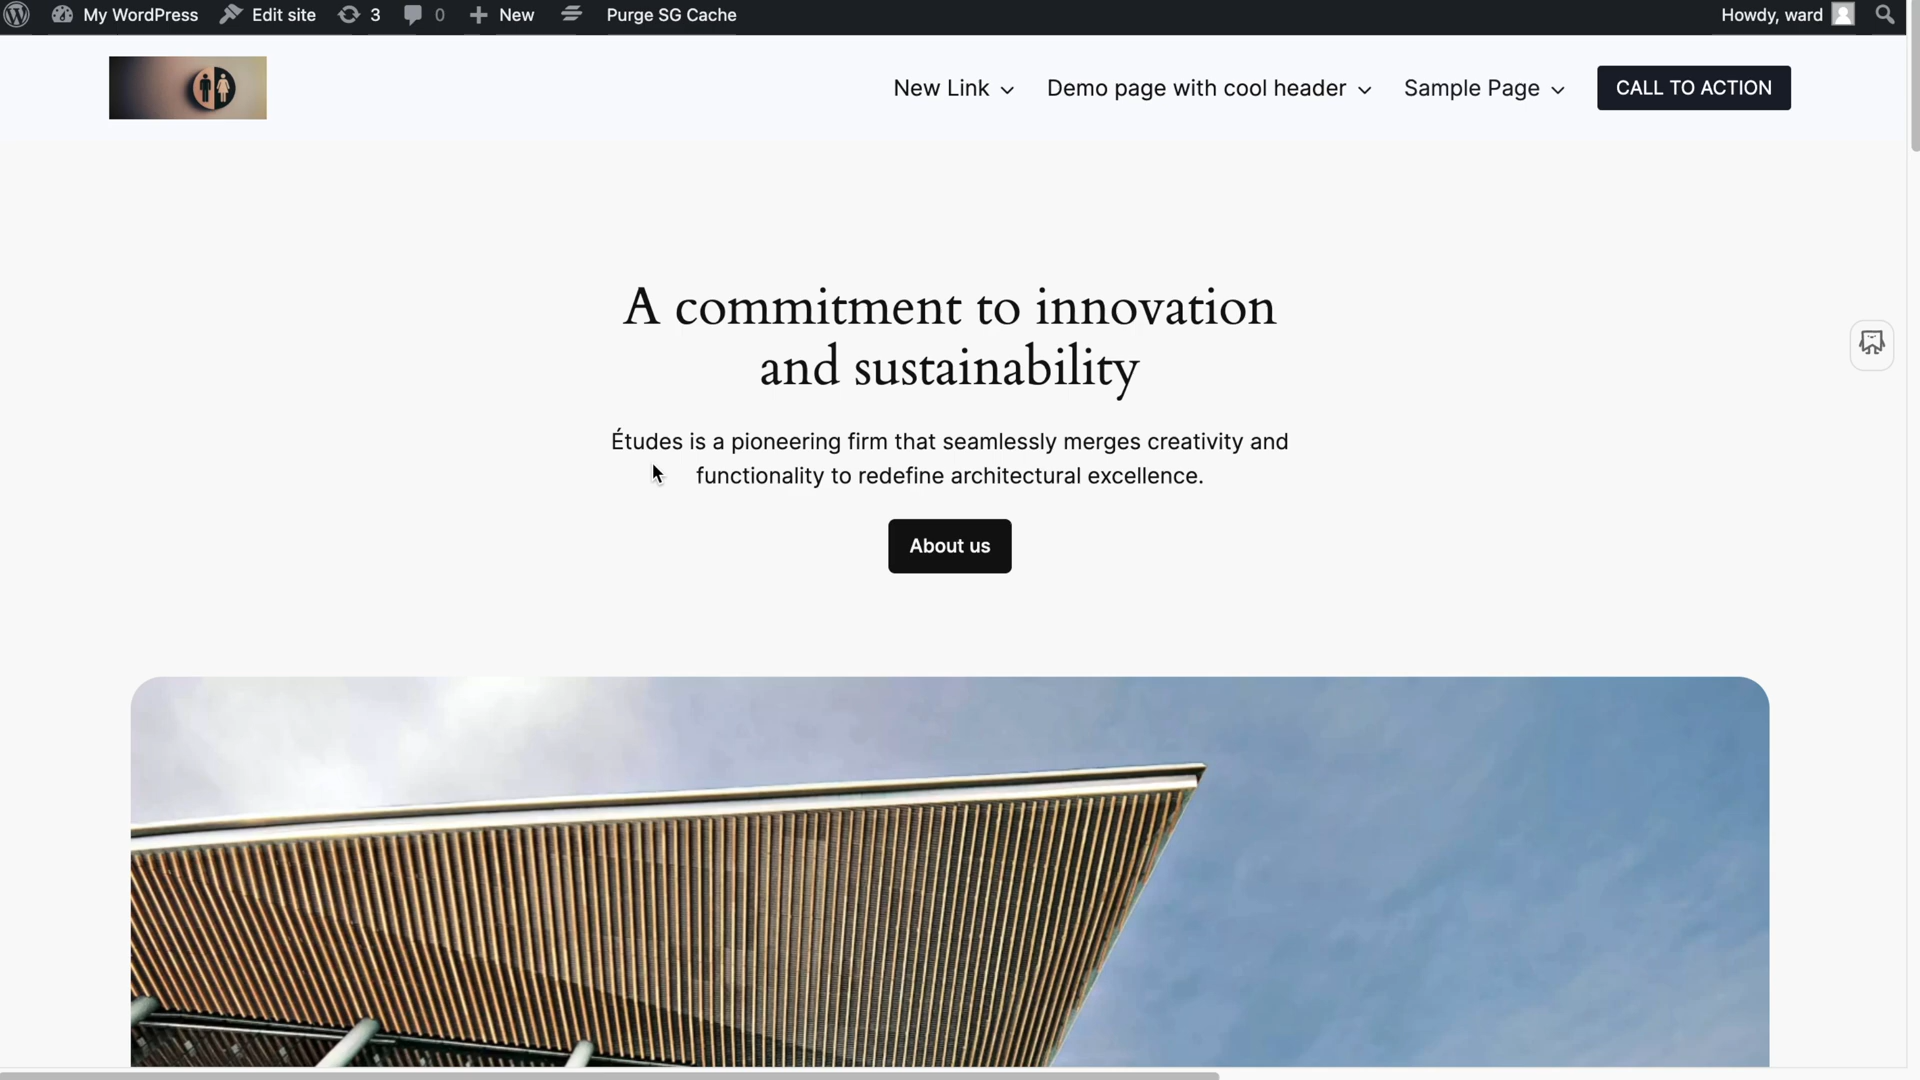 My WordPress Edit site 3 0 New Purge SG Cache Howdy, ward
New Link Demo page with cool header Sample Page CALL TO ACTION
A commitment to innovation
and sustainability
Études is a pioneering firm that seamlessly merges creativity and
functionality to redefine architectural excellence.
About us